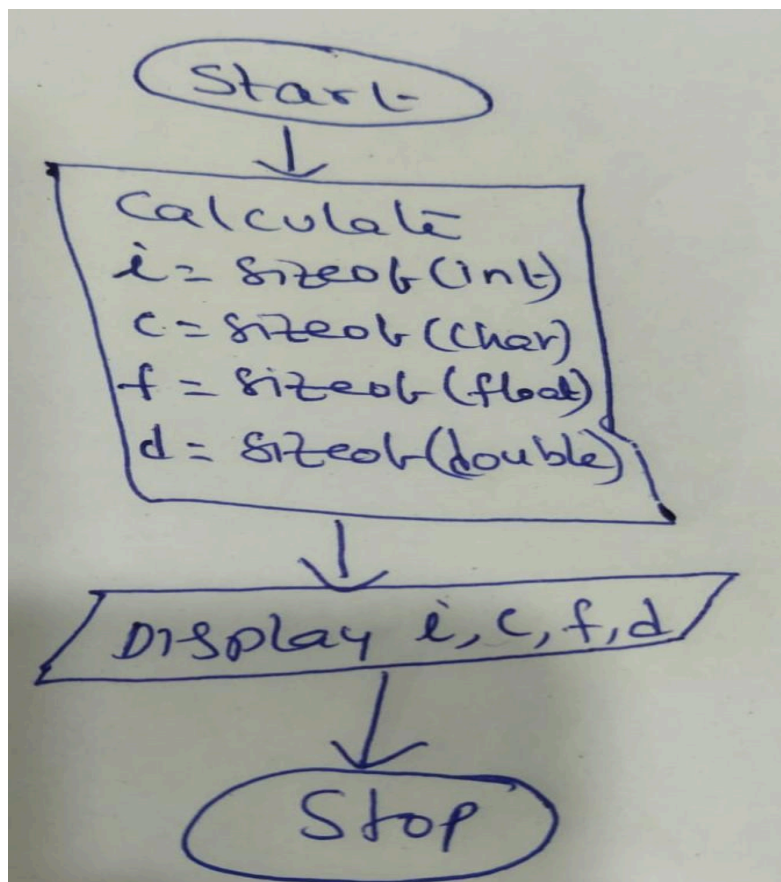 Start
Calculate
i = sizeof(int)
c = sizeof(char)
f = sizeof(float)
d = sizeof(double)
Display i, c, f, d
Stop